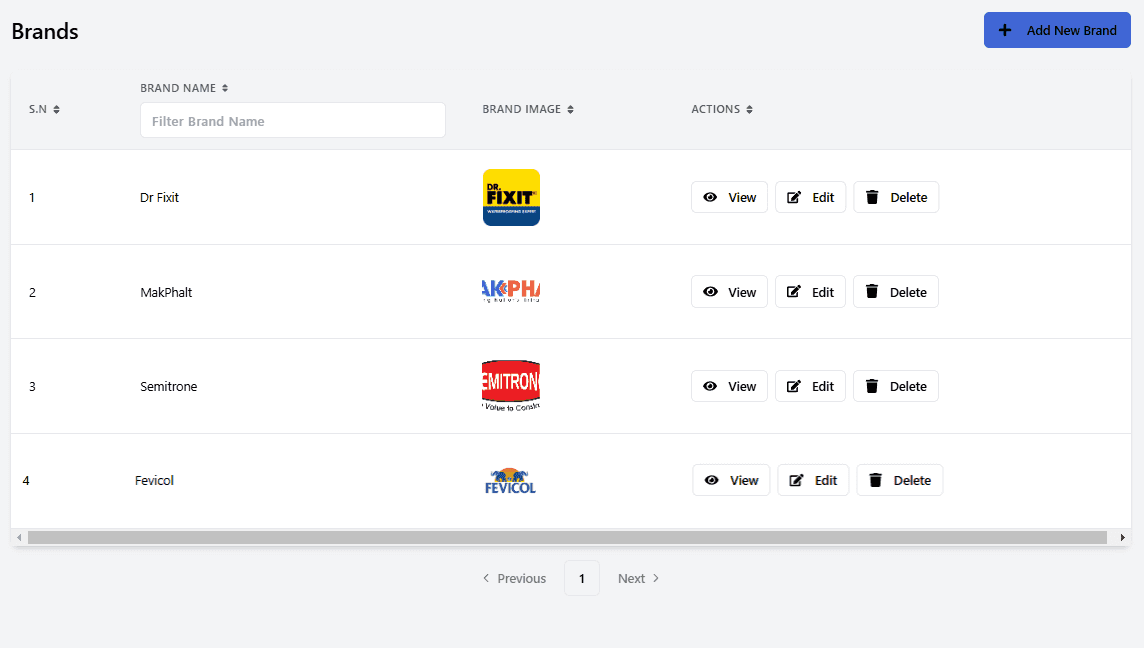 Brands
Add New Brand
S.N
BRAND NAME
Filter Brand Name
BRAND IMAGE
ACTIONS
1 Dr Fixit DR. FIXIT WATERPROOFING EXPERT View Edit Delete
2 MakPhalt AK PHA View Edit Delete
3 Semitrone EMITRON Value to Constr View Edit Delete
4 Fevicol FEVICOL View Edit Delete
Previous 1 Next